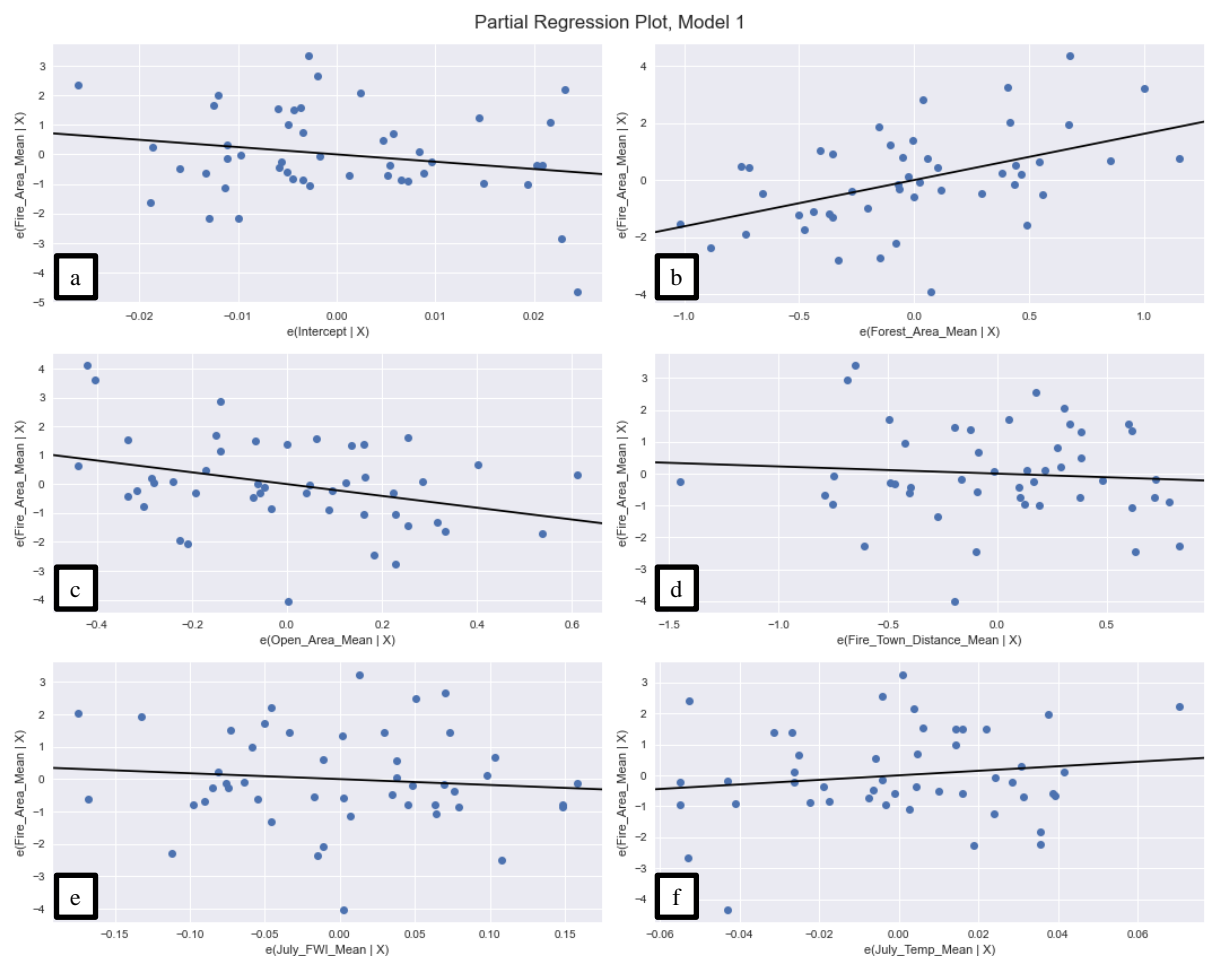 Partial Regression Plot, Model 1
e(Fire_Area_Mean | X)
3
2
1
0
−1
−2
−3
−4
−5
a
−0.02 −0.01 0.00 0.01 0.02
e(Intercept | X)
e(Fire_Area_Mean | X)
4
2
0
−2
−4
b
−1.0 −0.5 0.0 0.5 1.0
e(Forest_Area_Mean | X)
e(Fire_Area_Mean | X)
4
3
2
1
0
−1
−2
−3
−4
c
−0.4 −0.2 0.0 0.2 0.4 0.6
e(Open_Area_Mean | X)
e(Fire_Area_Mean | X)
3
2
1
0
−1
−2
−3
−4
d
−1.5 −1.0 −0.5 0.0 0.5
e(Fire_Town_Distance_Mean | X)
e(Fire_Area_Mean | X)
3
2
1
0
−1
−2
−3
−4
e
−0.15 −0.10 −0.05 0.00 0.05 0.10 0.15
e(July_FWI_Mean | X)
e(Fire_Area_Mean | X)
3
2
1
0
−1
−2
−3
−4
f
−0.06 −0.04 −0.02 0.00 0.02 0.04 0.06
e(July_Temp_Mean | X)